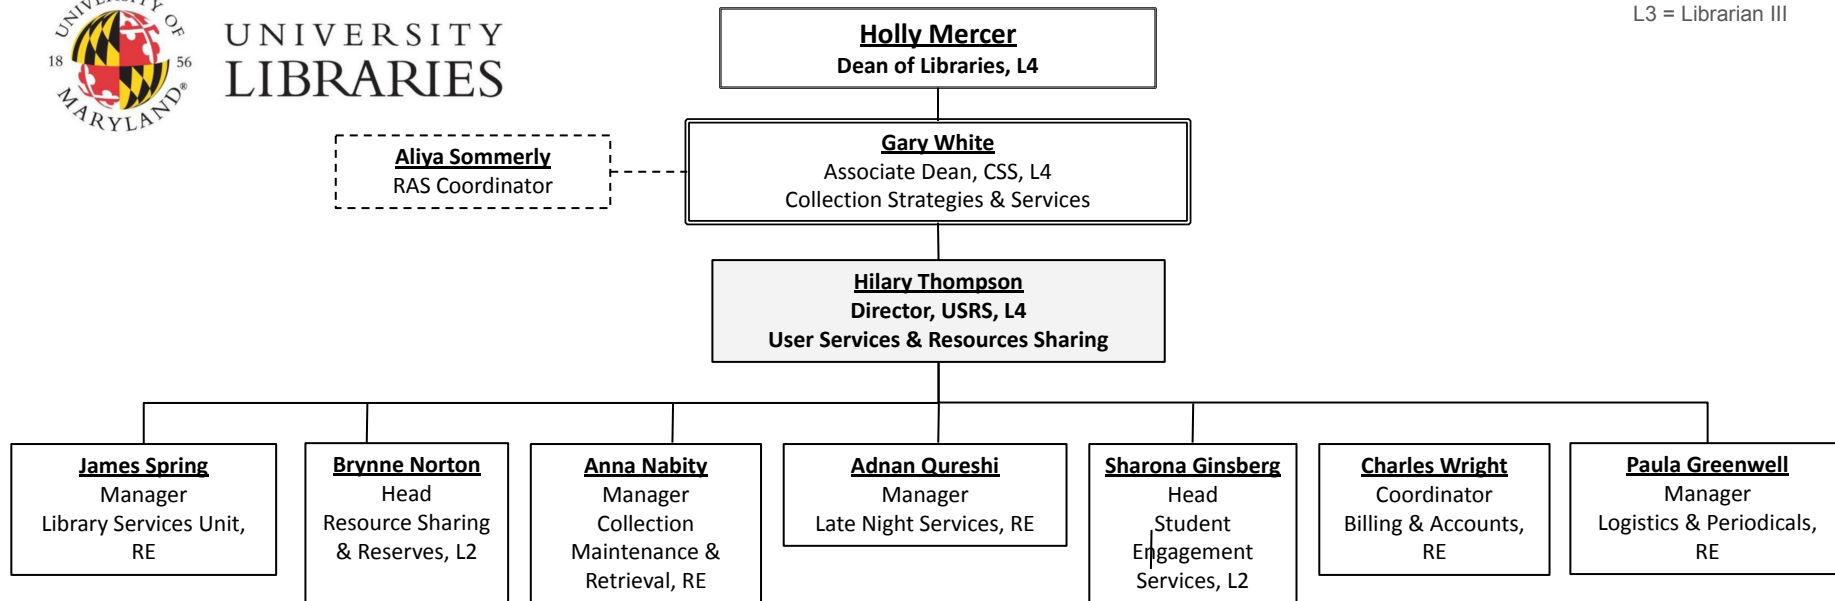 UNIVERSITY OF
18 56
MARYLAND®
UNIVERSITY
LIBRARIES
L3 = Librarian III
Holly Mercer
Dean of Libraries, L4
Aliya Sommerly
RAS Coordinator
Gary White
Associate Dean, CSS, L4
Collection Strategies & Services
Hilary Thompson
Director, USRS, L4
User Services & Resources Sharing
James Spring
Manager
Library Services Unit,
RE
Brynne Norton
Head
Resource Sharing
& Reserves, L2
Anna Nabity
Manager
Collection
Maintenance &
Retrieval, RE
Adnan Qureshi
Manager
Late Night Services, RE
Sharona Ginsberg
Head
Student
Engagement
Services, L2
Charles Wright
Coordinator
Billing & Accounts,
RE
Paula Greenwell
Manager
Logistics & Periodicals,
RE